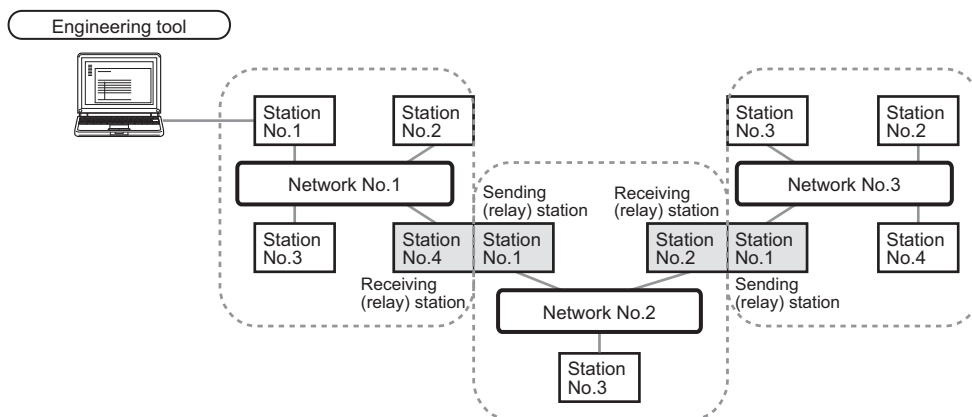 Engineering tool
Station
No.1
Station
No.2
Station
No.3
Station
No.2
Network No.1
Network No.3
Sending
(relay) station
Receiving
(relay) station
Station
No.3
Station
No.4
Station
No.1
Station
No.2
Station
No.1
Station
No.4
Receiving
(relay) station
Sending
(relay) station
Network No.2
Station
No.3